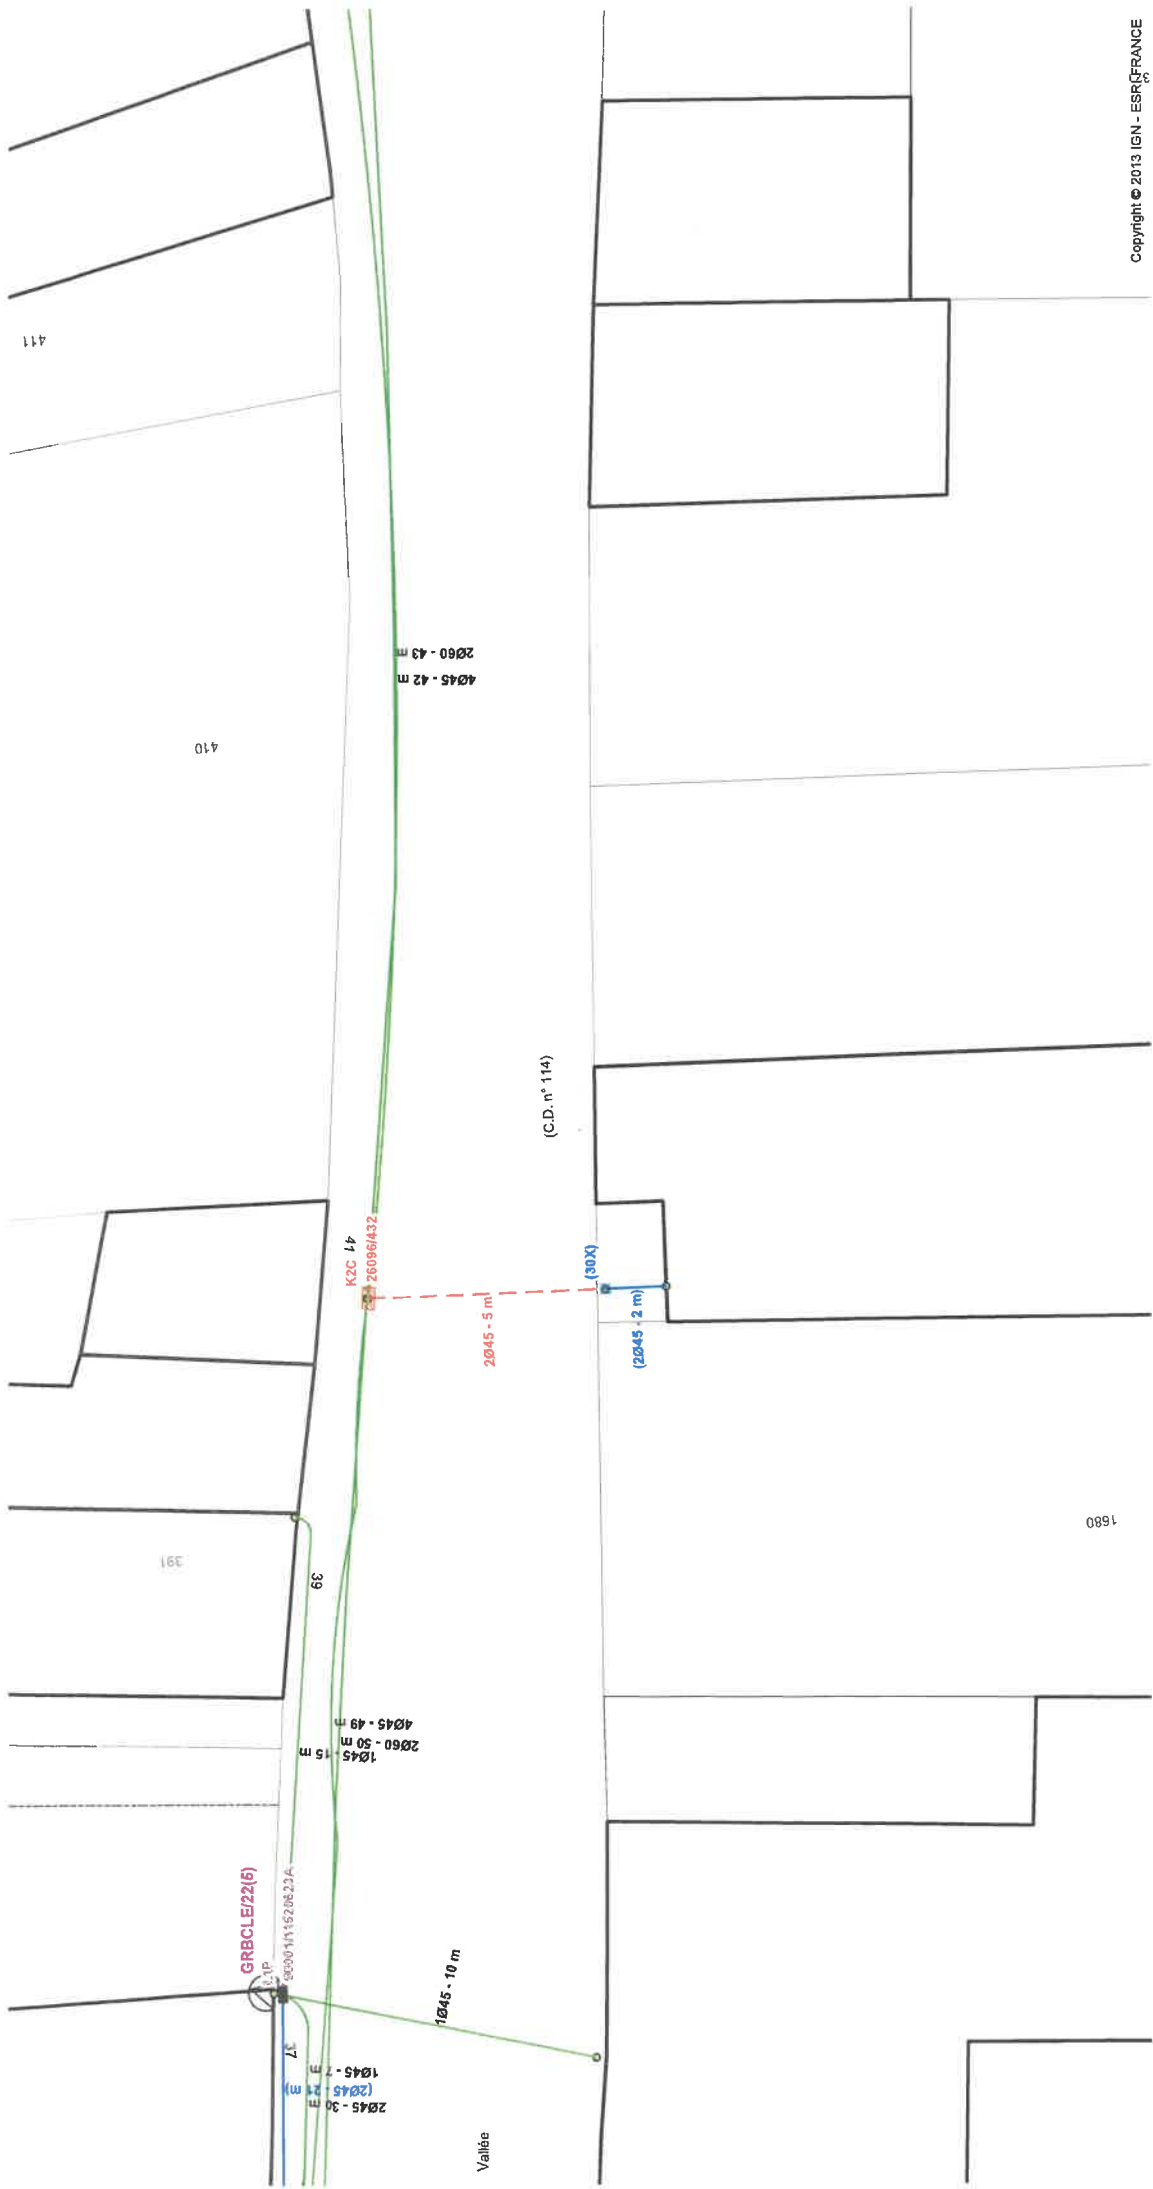 Copyright © 2013 IGN - ESRI FRANCE
411
410
2Ø60 - 43 m
4Ø45 - 42 m
(C.D. n° 114)
K2C
41
26096/432
(30X)
2Ø45 - 5 m
(2Ø45 - 2 m)
1680
391
39
4Ø45 - 49 m
2Ø60 - 50 m
1Ø45 - 15 m
GRBCLE/22(6)
1Ø45 - 10 m
37
1Ø45 - 7 m
(2Ø45 - 21 m)
2Ø45 - 30 m
Vallée